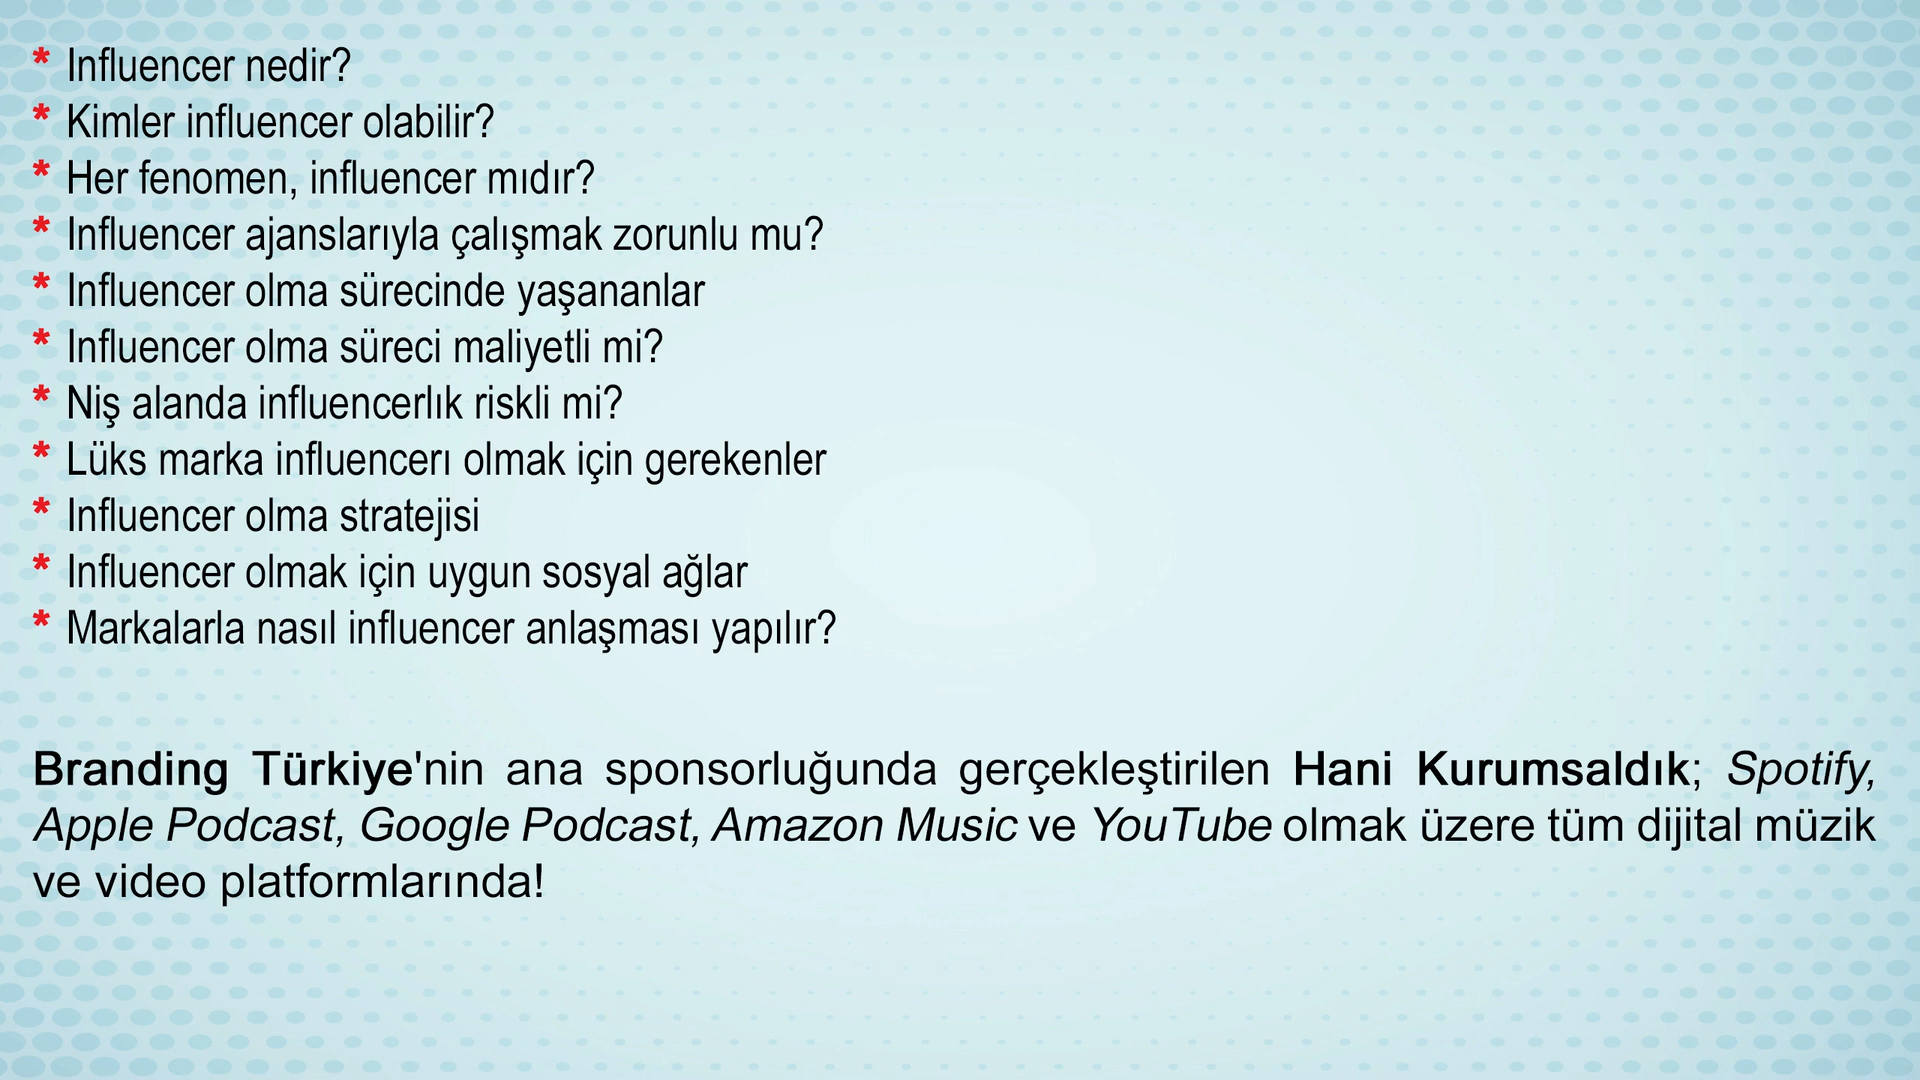 * Influencer nedir?
* Kimler influencer olabilir?
* Her fenomen, influencer mıdır?
* Influencer ajanslarıyla çalışmak zorunlu mu?
* Influencer olma sürecinde yaşananlar
* Influencer olma süreci maliyetli mi?
* Niş alanda influencerlık riskli mi?
* Lüks marka influencerı olmak için gerekenler
* Influencer olma stratejisi
* Influencer olmak için uygun sosyal ağlar
* Markalarla nasıl influencer anlaşması yapılır?
Branding Türkiye'nin ana sponsorluğunda gerçekleştirilen Hani Kurumsaldık; Spotify,
Apple Podcast, Google Podcast, Amazon Music ve YouTube olmak üzere tüm dijital müzik
ve video platformlarında!